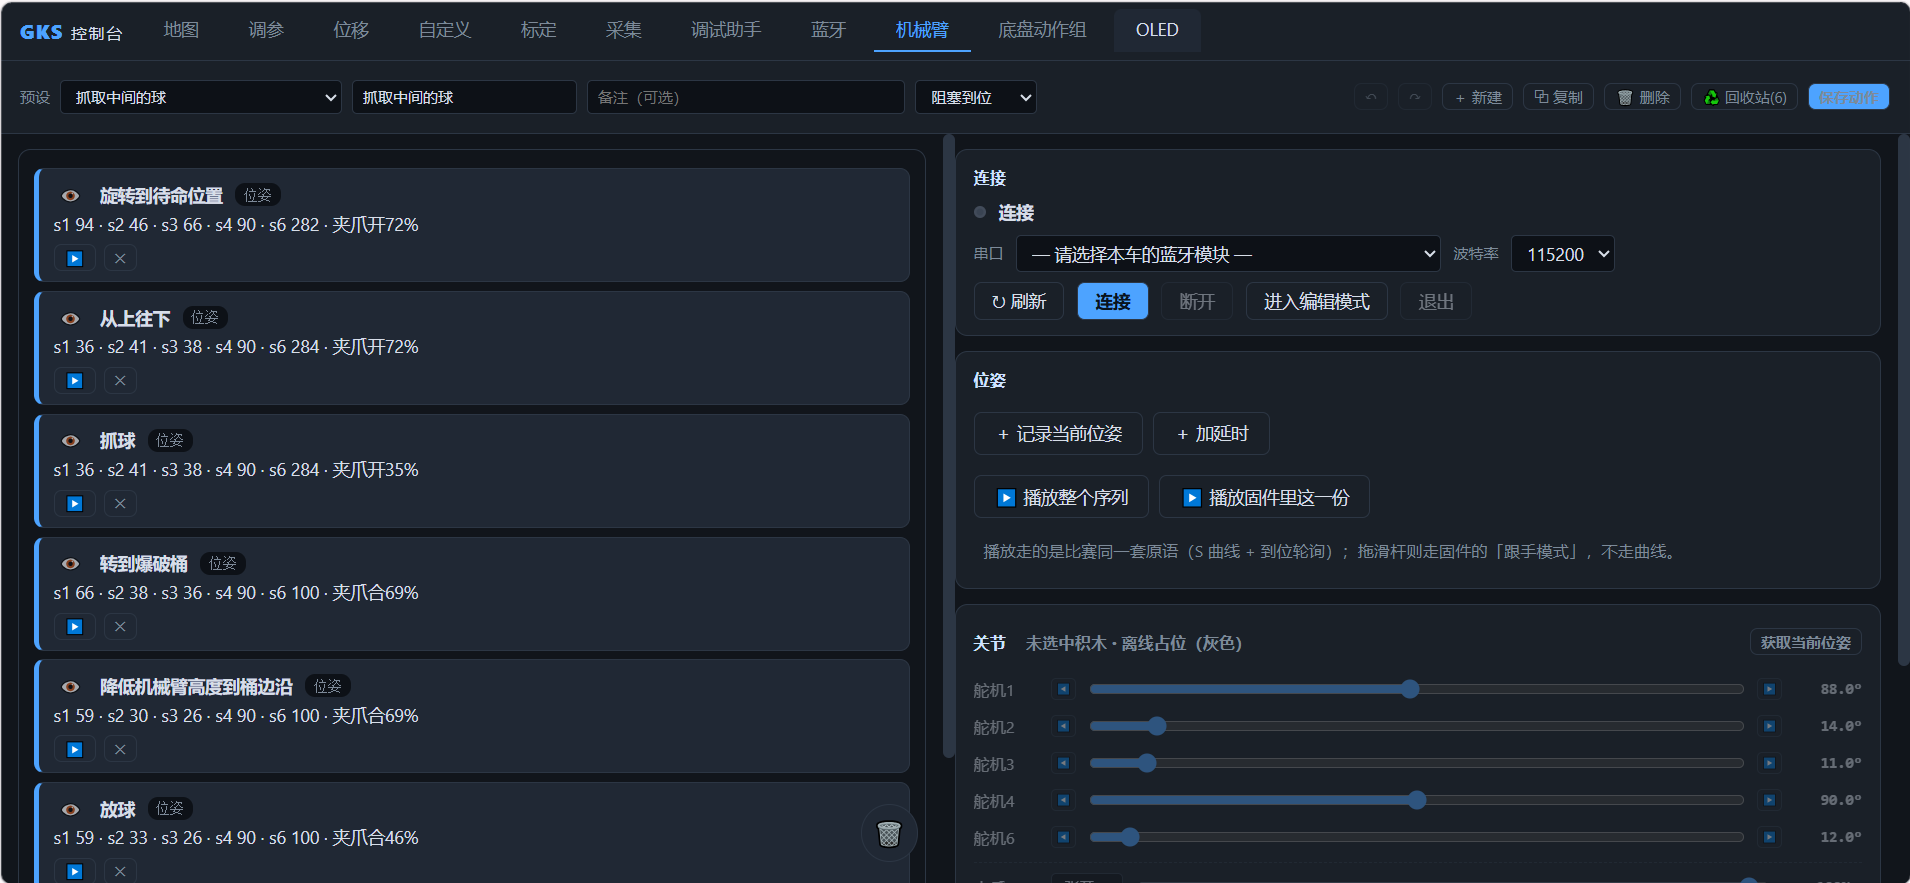 GKS 控制台 地图 调参 位移 自定义 标定 采集 调试助手 蓝牙 机械臂 底盘动作组 OLED
预设 抓取中间的球 抓取中间的球 备注（可选） 阻塞到位 + 新建 复制 删除 回收站(6) 保存动作
旋转到待命位置 位姿
s1 94 · s2 46 · s3 66 · s4 90 · s6 282 · 夹爪开72%
从上往下 位姿
s1 36 · s2 41 · s3 38 · s4 90 · s6 284 · 夹爪开72%
抓球 位姿
s1 36 · s2 41 · s3 38 · s4 90 · s6 284 · 夹爪开35%
转到爆破桶 位姿
s1 66 · s2 38 · s3 36 · s4 90 · s6 100 · 夹爪合69%
降低机械臂高度到桶边沿 位姿
s1 59 · s2 30 · s3 26 · s4 90 · s6 100 · 夹爪合69%
放球 位姿
s1 59 · s2 33 · s3 26 · s4 90 · s6 100 · 夹爪合46%
连接
连接
串口 — 请选择本车的蓝牙模块 — 波特率 115200
↻ 刷新 连接 断开 进入编辑模式 退出
位姿
+ 记录当前位姿 + 加延时
播放整个序列 播放固件里这一份
播放走的是比赛同一套原语（S 曲线 + 到位轮询）；拖滑杆则走固件的「跟手模式」，不走曲线。
关节 未选中积木 · 离线占位（灰色） 获取当前位姿
舵机1 88.0°
舵机2 14.0°
舵机3 11.0°
舵机4 90.0°
舵机6 12.0°